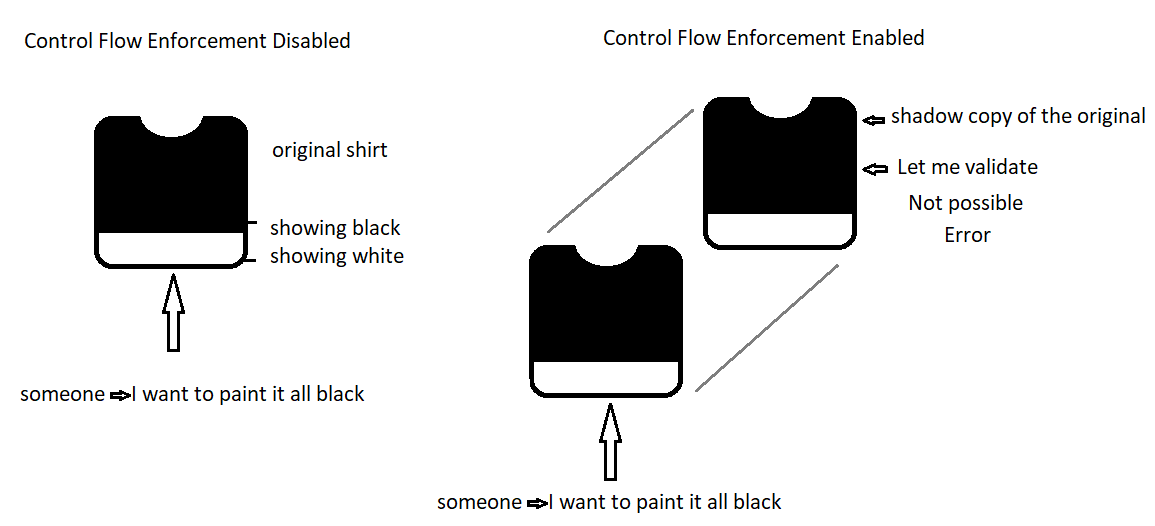 Control Flow Enforcement Disabled
original shirt
showing black
showing white
someone I want to paint it all black
Control Flow Enforcement Enabled
shadow copy of the original
Let me validate
Not possible
Error
someone I want to paint it all black